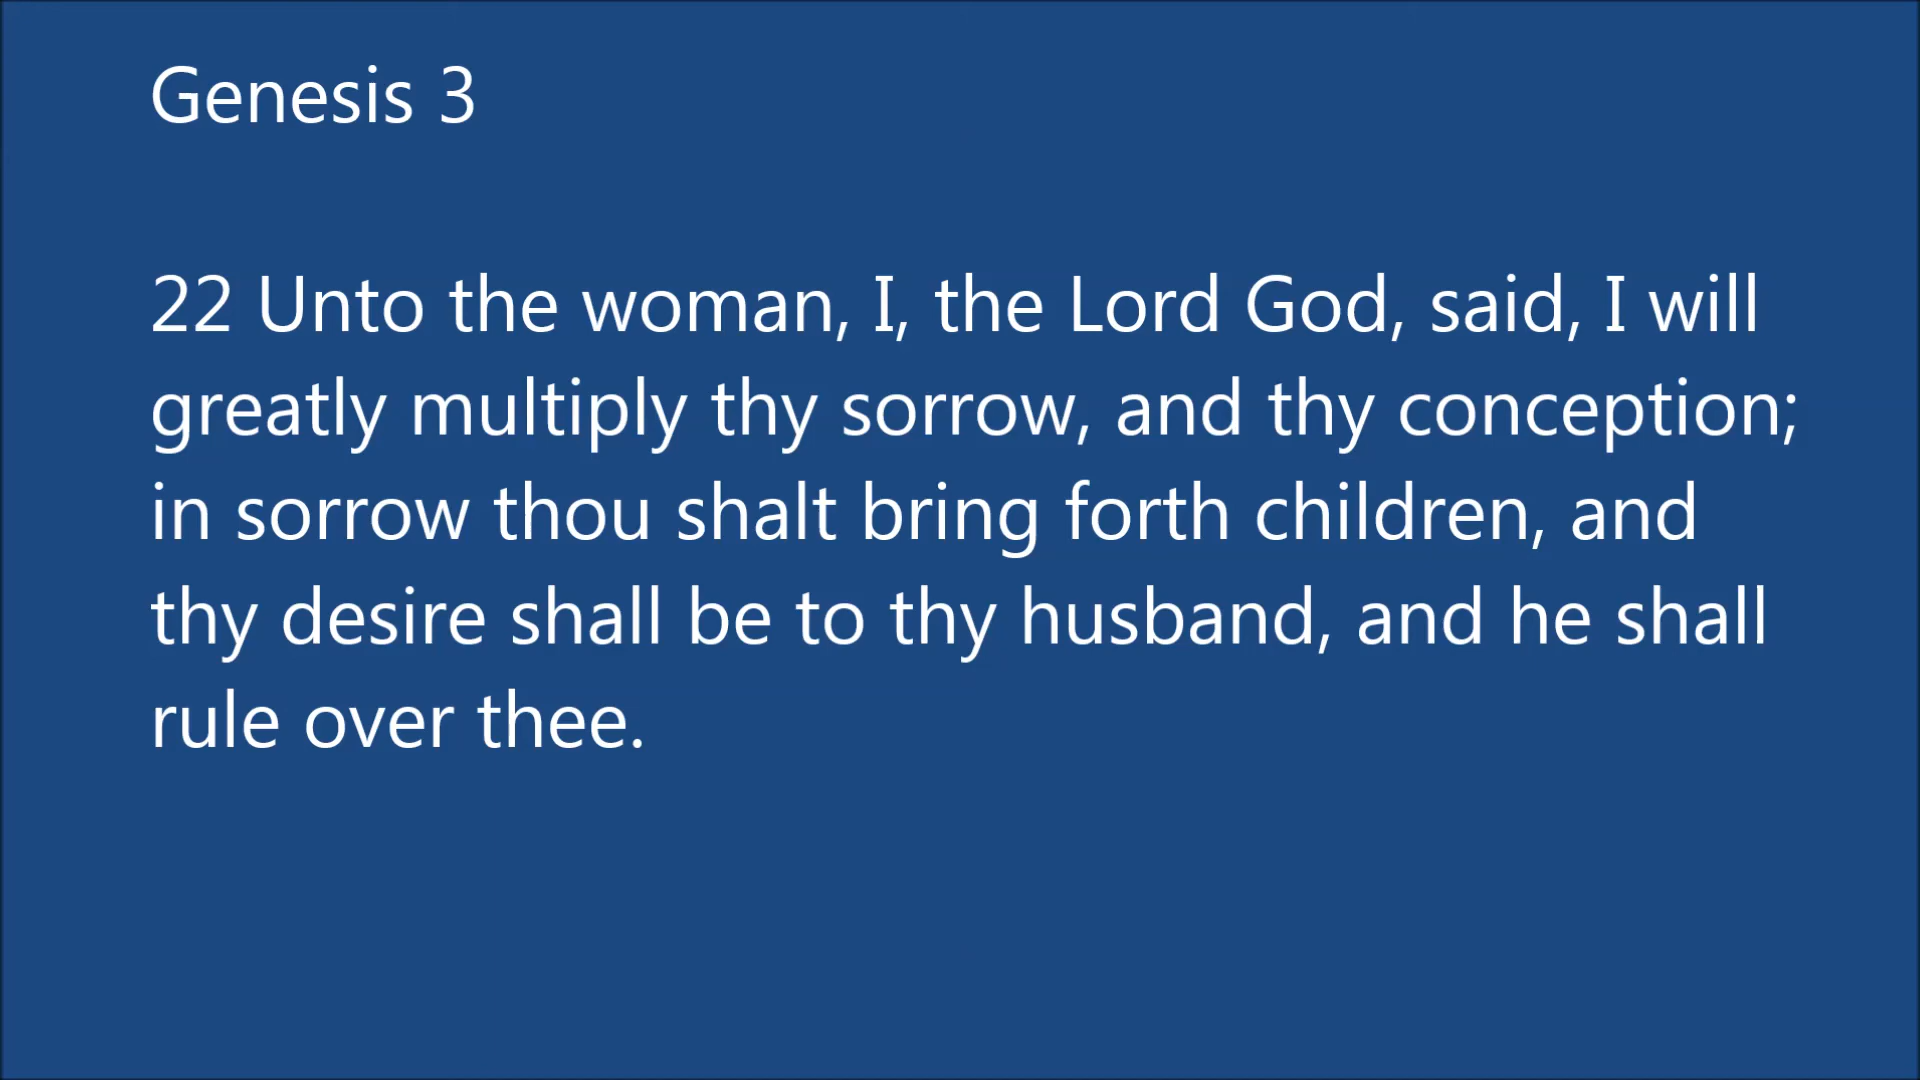 Genesis 3
22 Unto the woman, I, the Lord God, said, I will
greatly multiply thy sorrow, and thy conception;
in sorrow thou shalt bring forth children, and
thy desire shall be to thy husband, and he shall
rule over thee.